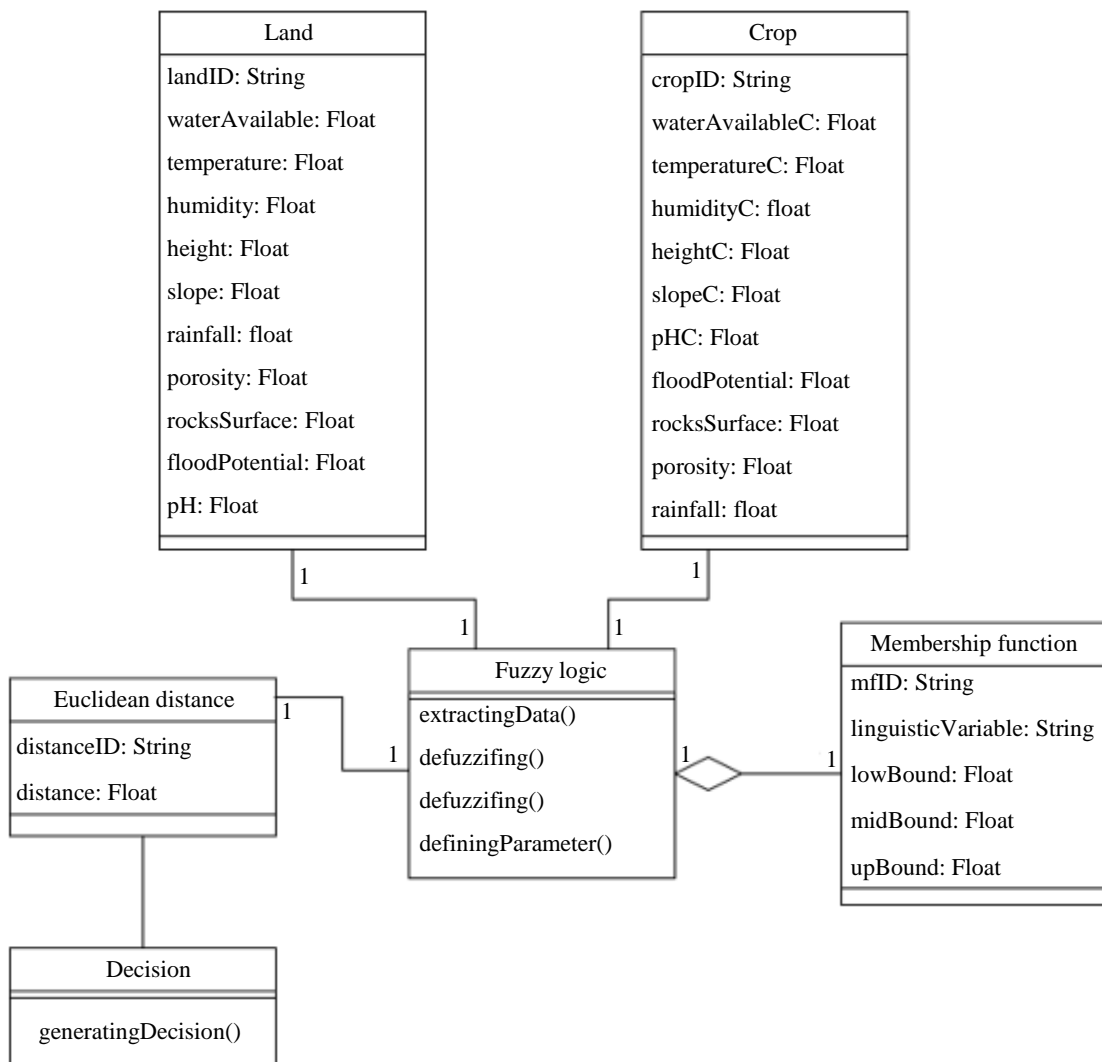 Land
landID: String
waterAvailable: Float
temperature: Float
humidity: Float
height: Float
slope: Float
rainfall: float
porosity: Float
rocksSurface: Float
floodPotential: Float
pH: Float
Crop
cropID: String
waterAvailableC: Float
temperatureC: Float
humidityC: float
heightC: Float
slopeC: Float
pHC: Float
floodPotential: Float
rocksSurface: Float
porosity: Float
rainfall: float
1
1
1
1
Euclidean distance
distanceID: String
distance: Float
1
1
Fuzzy logic
extractingData()
defuzzifing()
defuzzifing()
definingParameter()
1
1
Membership function
mfID: String
linguisticVariable: String
lowBound: Float
midBound: Float
upBound: Float
Decision
generatingDecision()